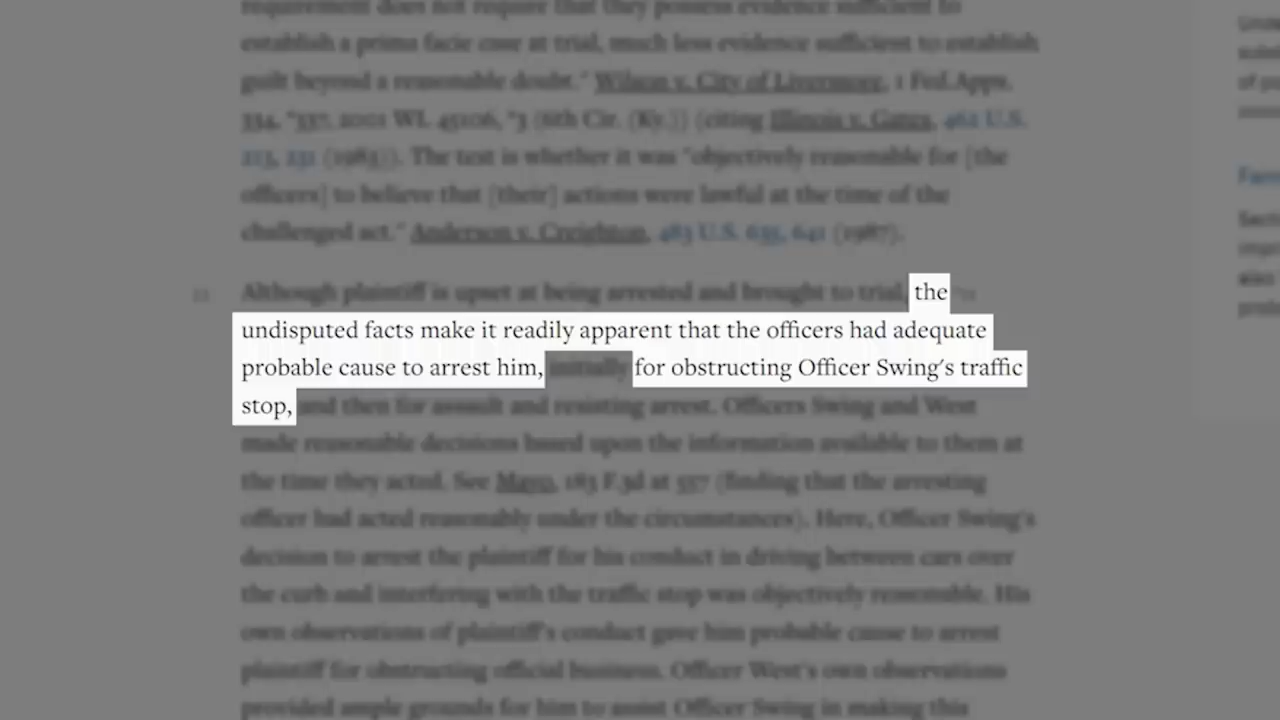 requirement does not require that they possess evidence sufficient to
establish a prima facie case at trial, much less evidence sufficient to establish
guilt beyond a reasonable doubt." Wilson v. City of Livermore, 1 Fed.Appx.
334, *337, 2001 WL 45106, *3 (6th Cir. (Ky.)) (citing Illinois v. Gates, 462 U.S.
213, 231 (1983)). The test is whether it was "objectively reasonable for [the
officers] to believe that [their] actions were lawful at the time of the
challenged act." Anderson v. Creighton, 483 U.S. 635, 641 (1987).
Although plaintiff is upset at being arrested and brought to trial, the
undisputed facts make it readily apparent that the officers had adequate
probable cause to arrest him, initially for obstructing Officer Swing's traffic
stop, and then for assault and resisting arrest. Officers Swing and West
made reasonable decisions based upon the information available to them at
the time they acted. See Mayo, 183 F.3d at 557 (finding that the arresting
officer had acted reasonably under the circumstances). Here, Officer Swing's
decision to arrest the plaintiff for his conduct in driving between cars over
the curb and interfering with the traffic stop was objectively reasonable. His
own observations of plaintiff's conduct gave him probable cause to arrest
plaintiff for obstructing official business. Officer West's own observations
provided ample grounds for him to assist Officer Swing in making this